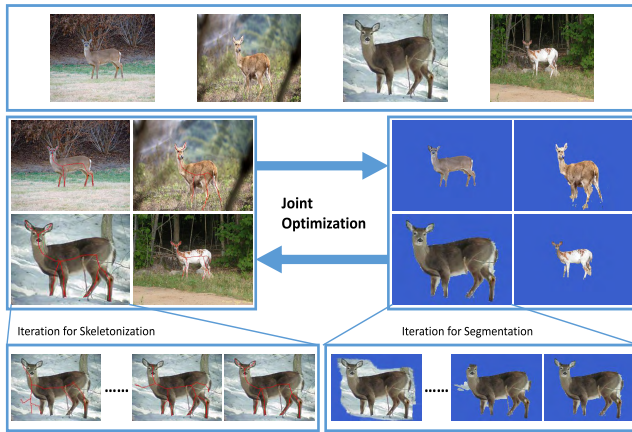 Joint
Optimization
Iteration for Skeletonization
Iteration for Segmentation
......
......